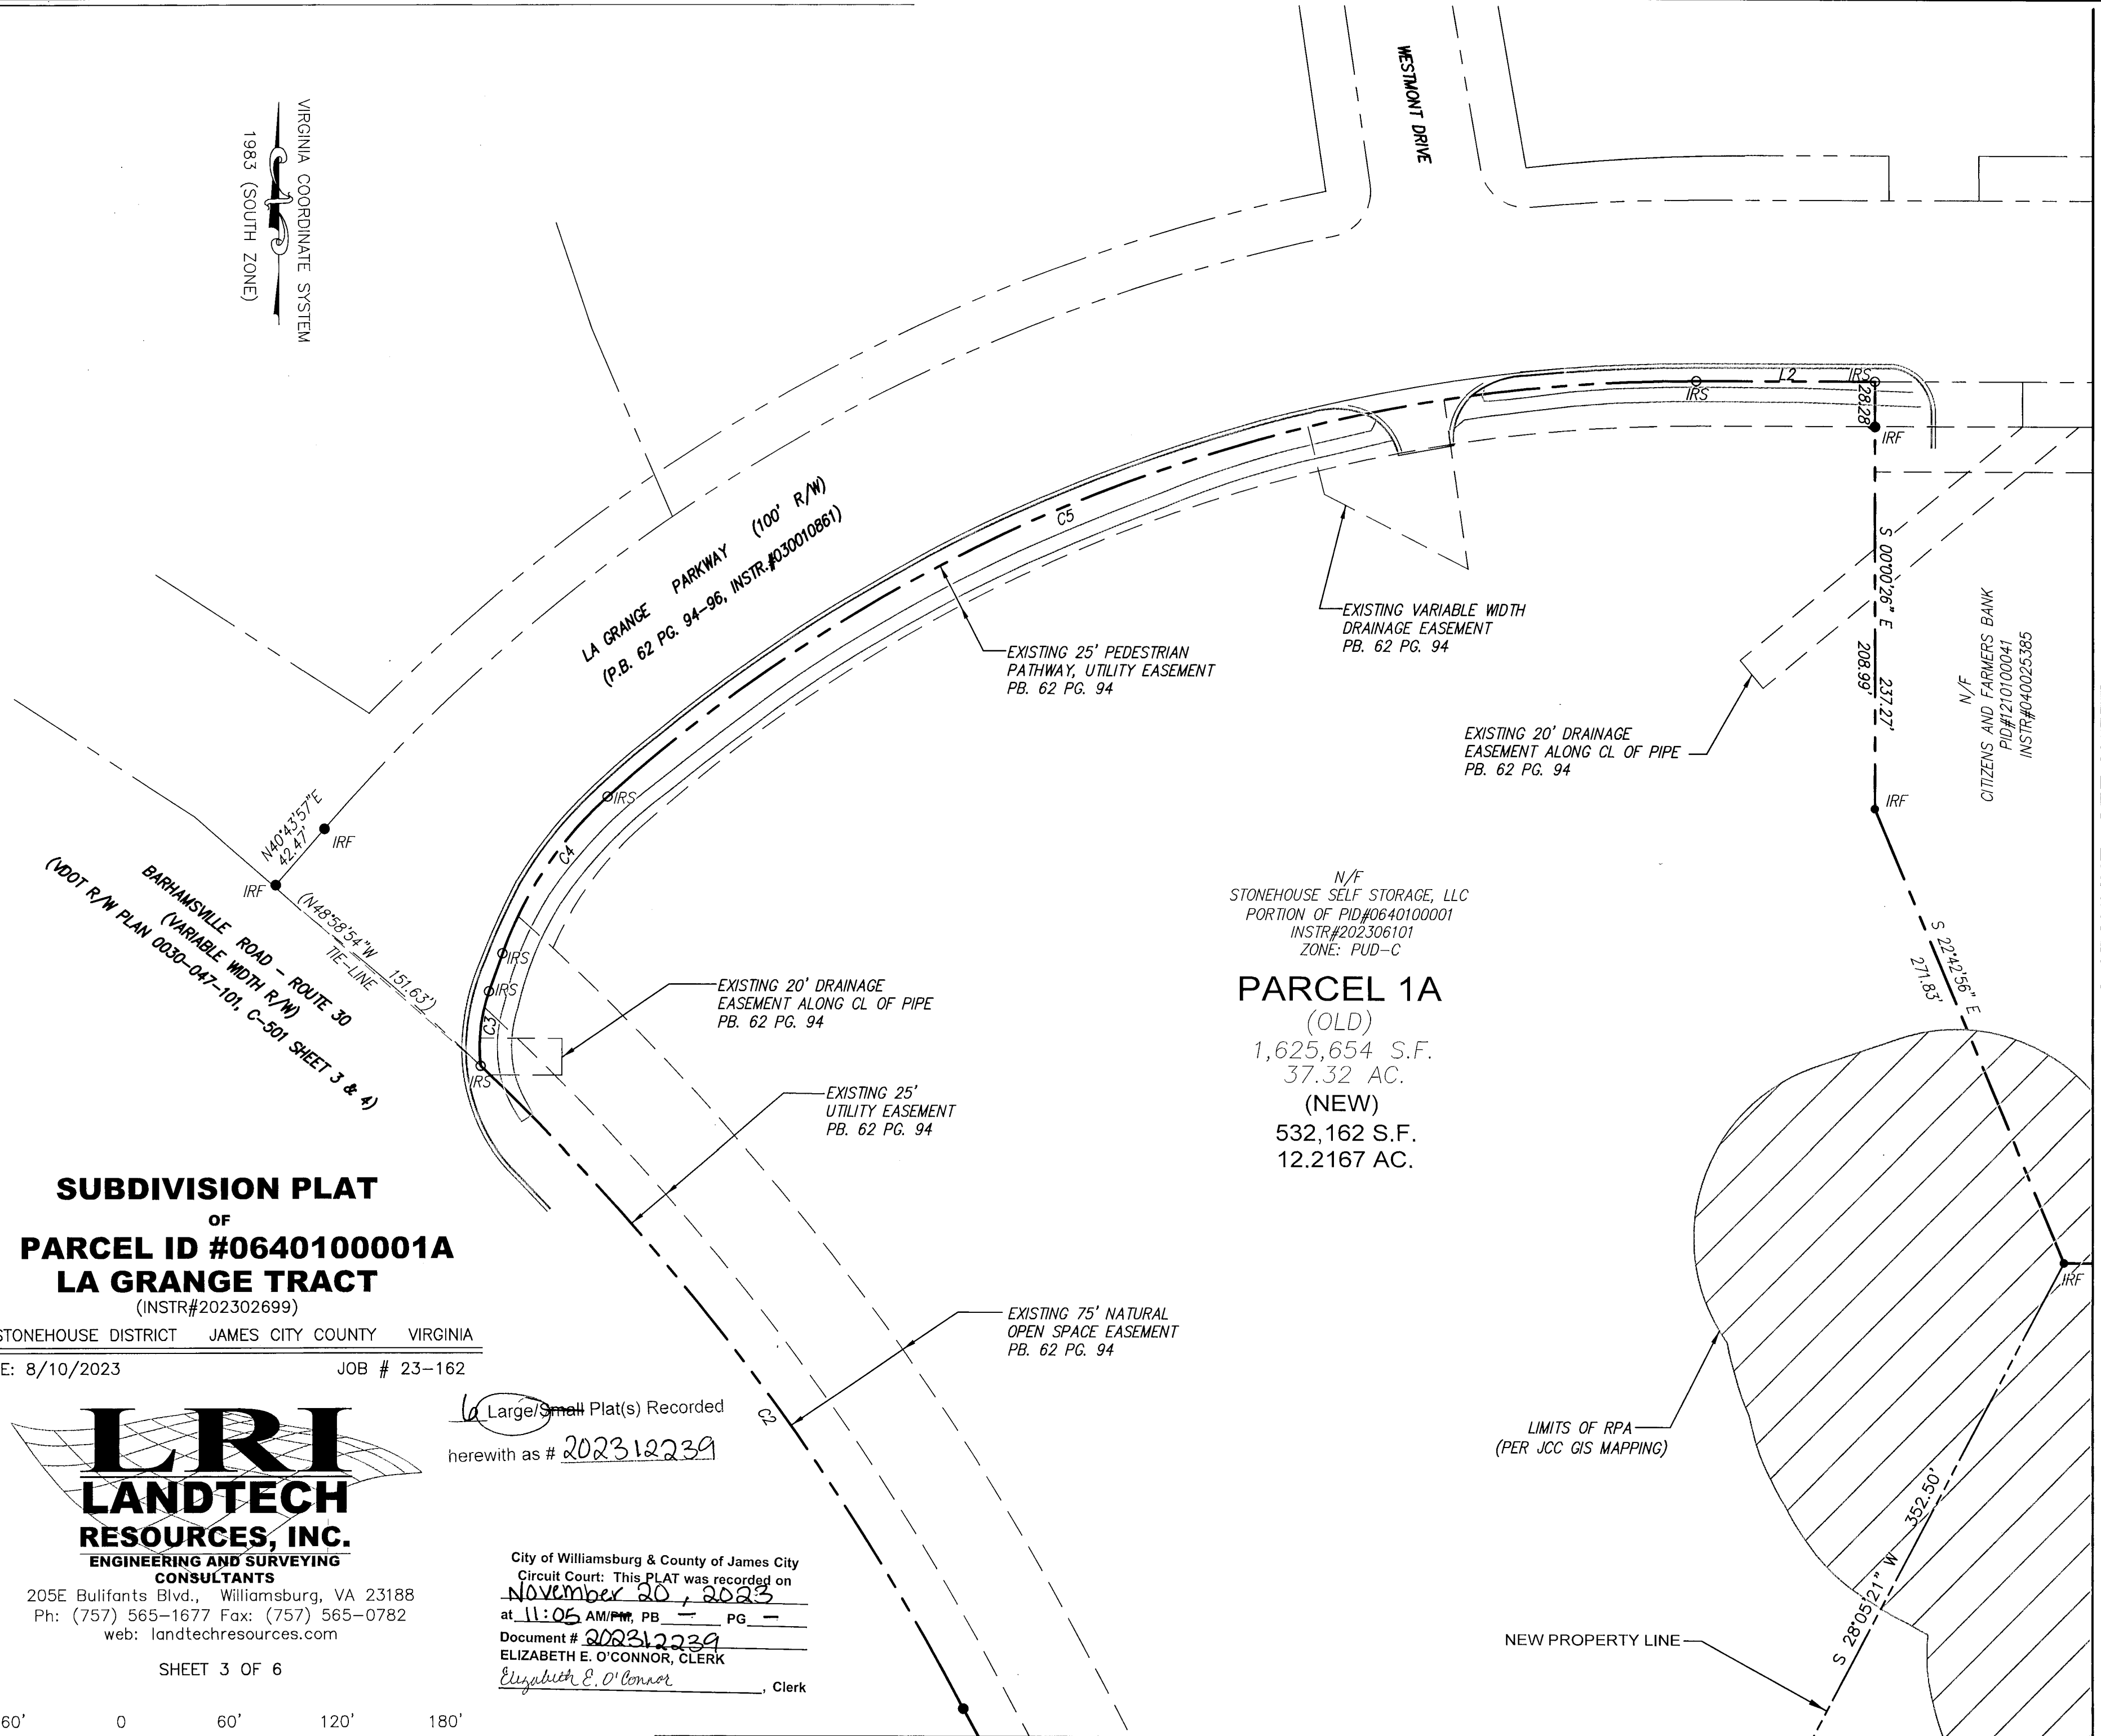 VIRGINIA COORDINATE SYSTEM
1983 (SOUTH ZONE)
WESTMONT DRIVE
LA GRANGE PARKWAY (100' R/W)
(P.B. 62 PG. 94-96, INSTR.#030010861)
C5
L2
IRS
IRS
28.28'
IRF
S 00°00'26" E 237.27'
208.99'
N/F
CITIZENS AND FARMERS BANK
PID#1210100041
INSTR#040025385
EXISTING VARIABLE WIDTH
DRAINAGE EASEMENT
PB. 62 PG. 94
EXISTING 25' PEDESTRIAN
PATHWAY, UTILITY EASEMENT
PB. 62 PG. 94
EXISTING 20' DRAINAGE
EASEMENT ALONG CL OF PIPE
PB. 62 PG. 94
IRF
IRS
C4
N40°43'57"E
42.47'
IRF
IRF
(N48°58'54"W 151.63')
TIE-LINE
BARHAMSVILLE ROAD - ROUTE 30
(VARIABLE WIDTH R/W)
(VDOT R/W PLAN 0030-047-101, C-501 SHEET 3 & 4)
IRS
IRS
C3
IRS
EXISTING 20' DRAINAGE
EASEMENT ALONG CL OF PIPE
PB. 62 PG. 94
EXISTING 25'
UTILITY EASEMENT
PB. 62 PG. 94
N/F
STONEHOUSE SELF STORAGE, LLC
PORTION OF PID#0640100001
INSTR#202306101
ZONE: PUD-C
PARCEL 1A
(OLD)
1,625,654 S.F.
37.32 AC.
(NEW)
532,162 S.F.
12.2167 AC.
S 22°42'56" E
271.83'
IRF
EXISTING 75' NATURAL
OPEN SPACE EASEMENT
PB. 62 PG. 94
C2
LIMITS OF RPA
(PER JCC GIS MAPPING)
S 28°05'21" W 352.50'
NEW PROPERTY LINE
SUBDIVISION PLAT
OF
PARCEL ID #0640100001A
LA GRANGE TRACT
(INSTR#202302699)
STONEHOUSE DISTRICT JAMES CITY COUNTY VIRGINIA
E: 8/10/2023 JOB # 23-162
LRI
LANDTECH
RESOURCES, INC.
ENGINEERING AND SURVEYING
CONSULTANTS
205E Bulifants Blvd., Williamsburg, VA 23188
Ph: (757) 565-1677 Fax: (757) 565-0782
web: landtechresources.com
SHEET 3 OF 6
60' 0 60' 120' 180'
6 Large/Small Plat(s) Recorded
herewith as # 202312239
City of Williamsburg & County of James City
Circuit Court: This PLAT was recorded on
November 20, 2023
at 11:05 AM/PM, PB — PG —
Document # 202312239
ELIZABETH E. O'CONNOR, CLERK
Elizabeth E. O'Connor, Clerk